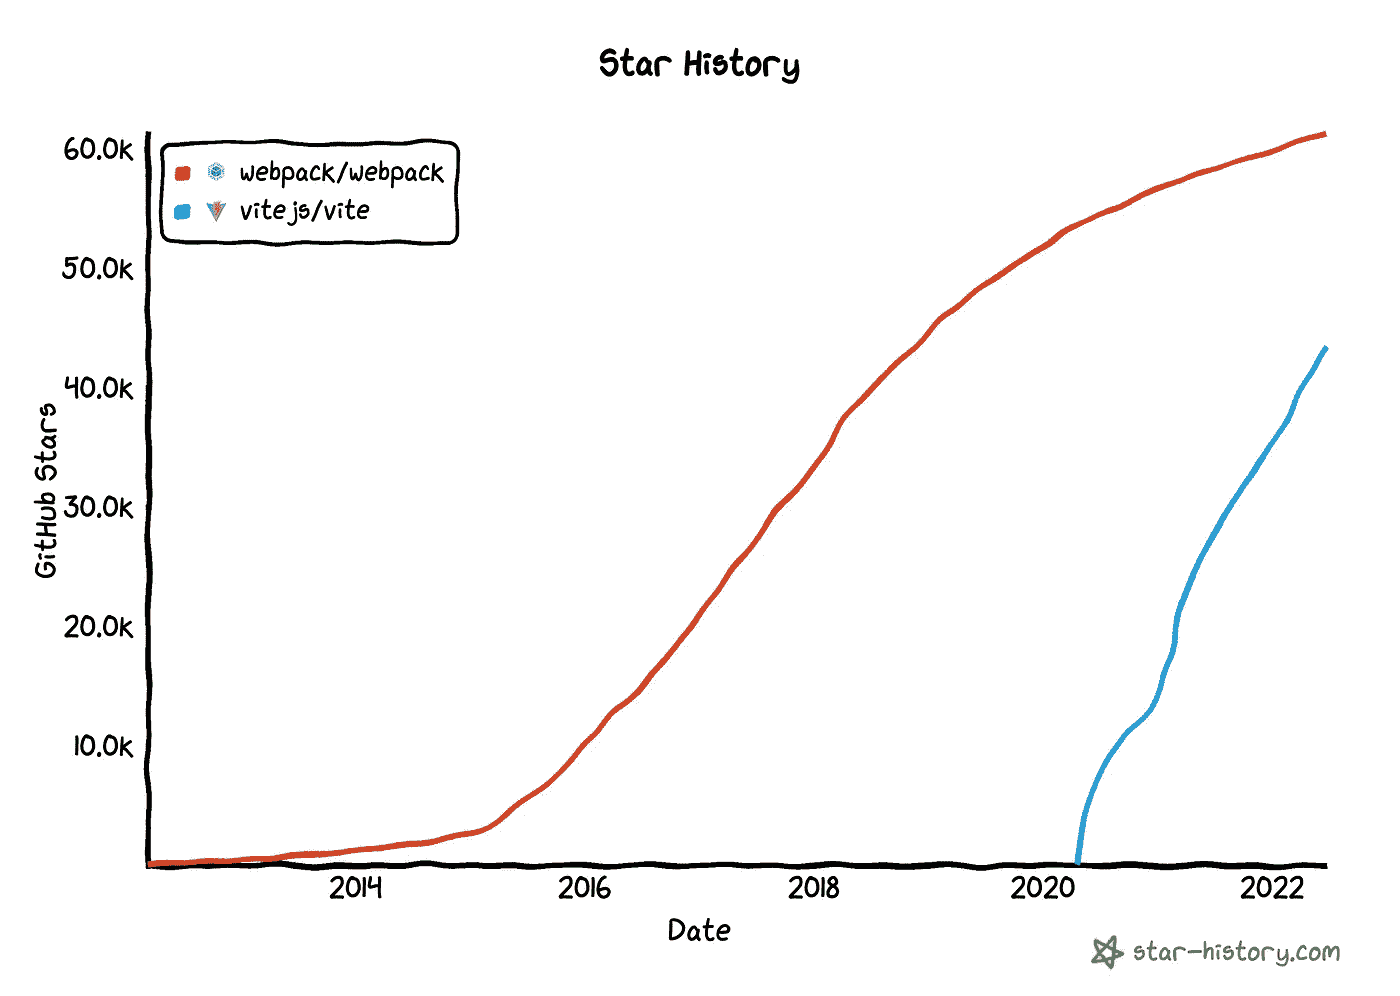 Star History
webpack/webpack
vitejs/vite
60.0k
50.0k
40.0k
30.0k
20.0k
10.0k
GitHub Stars
2014
2016
2018
2020
2022
Date
star-history.com